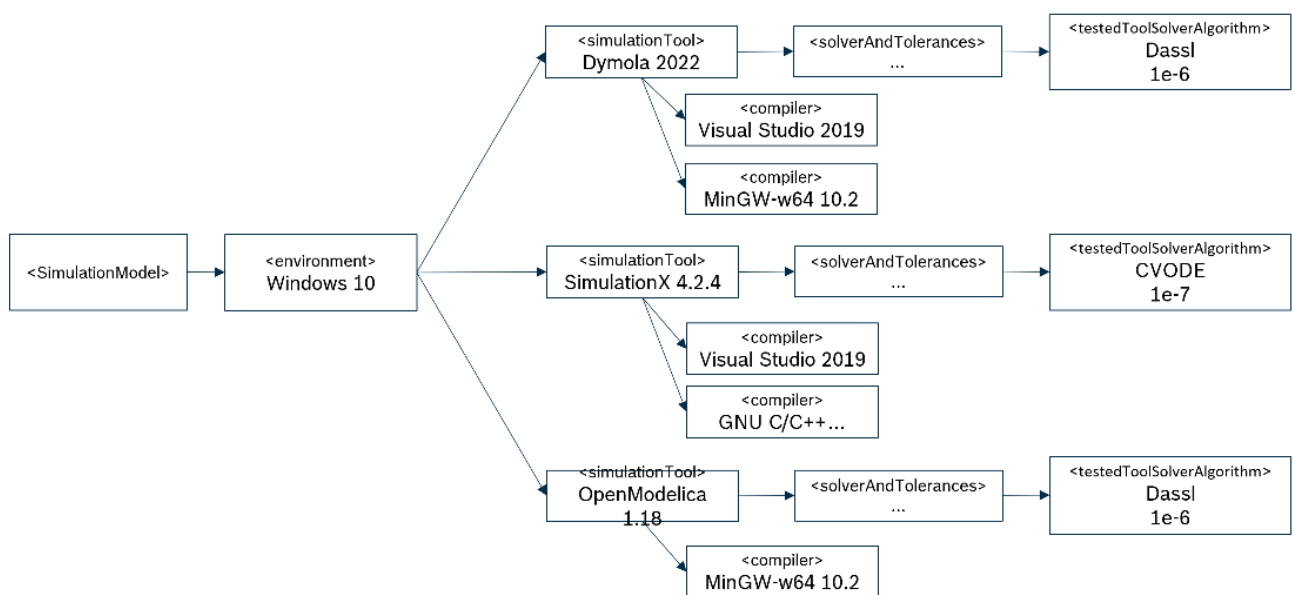 <simulationTool>
Dymola 2022
<solverAndTolerances>
...
<testedToolSolverAlgorithm>
Dassl
1e-6
<compiler>
Visual Studio 2019
<compiler>
MinGW-w64 10.2
<SimulationModel>
<environment>
Windows 10
<simulationTool>
SimulationX 4.2.4
<solverAndTolerances>
...
<testedToolSolverAlgorithm>
CVODE
1e-7
<compiler>
Visual Studio 2019
<compiler>
GNU C/C++...
<simulationTool>
OpenModelica
1.18
<solverAndTolerances>
...
<testedToolSolverAlgorithm>
Dassl
1e-6
<compiler>
MinGW-w64 10.2